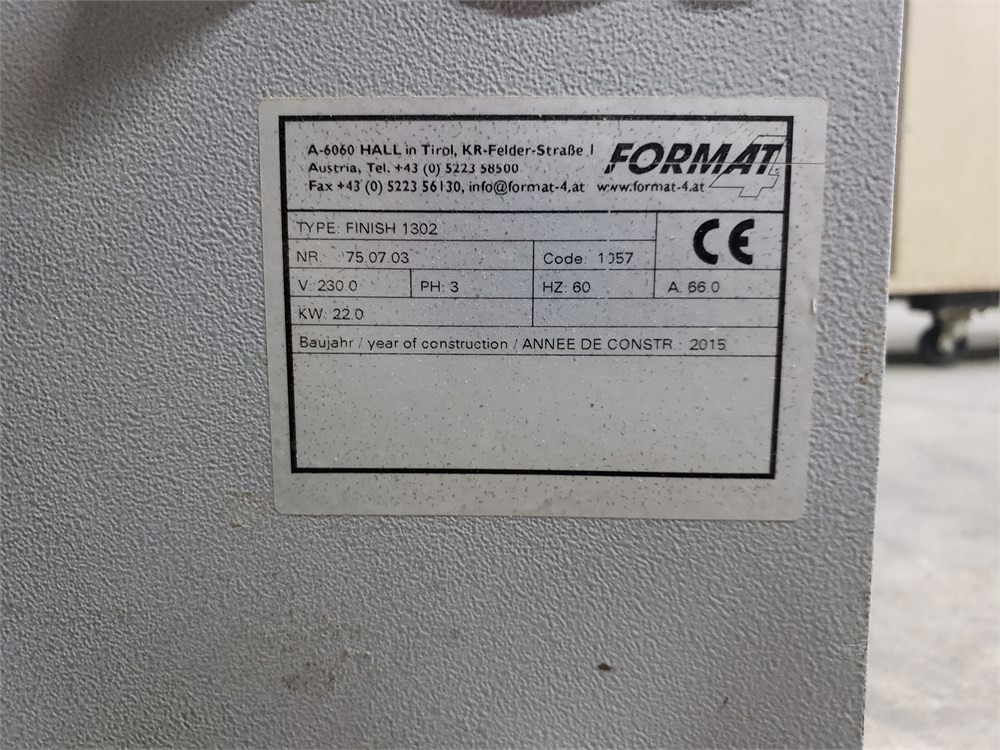 A-6060 HALL in Tirol, KR-Felder-Straße 1
Austria, Tel. +43 (0) 5223 58500
Fax +43 (0) 5223 56130, info@format-4.at www.format-4.at
FORMAT 4
TYPE: FINISH 1302
CE
NR. 75.07.03 Code: 1057
V: 230.0 PH: 3 HZ: 60 A: 66.0
KW: 22.0
Baujahr / year of construction / ANNEE DE CONSTR.: 2015